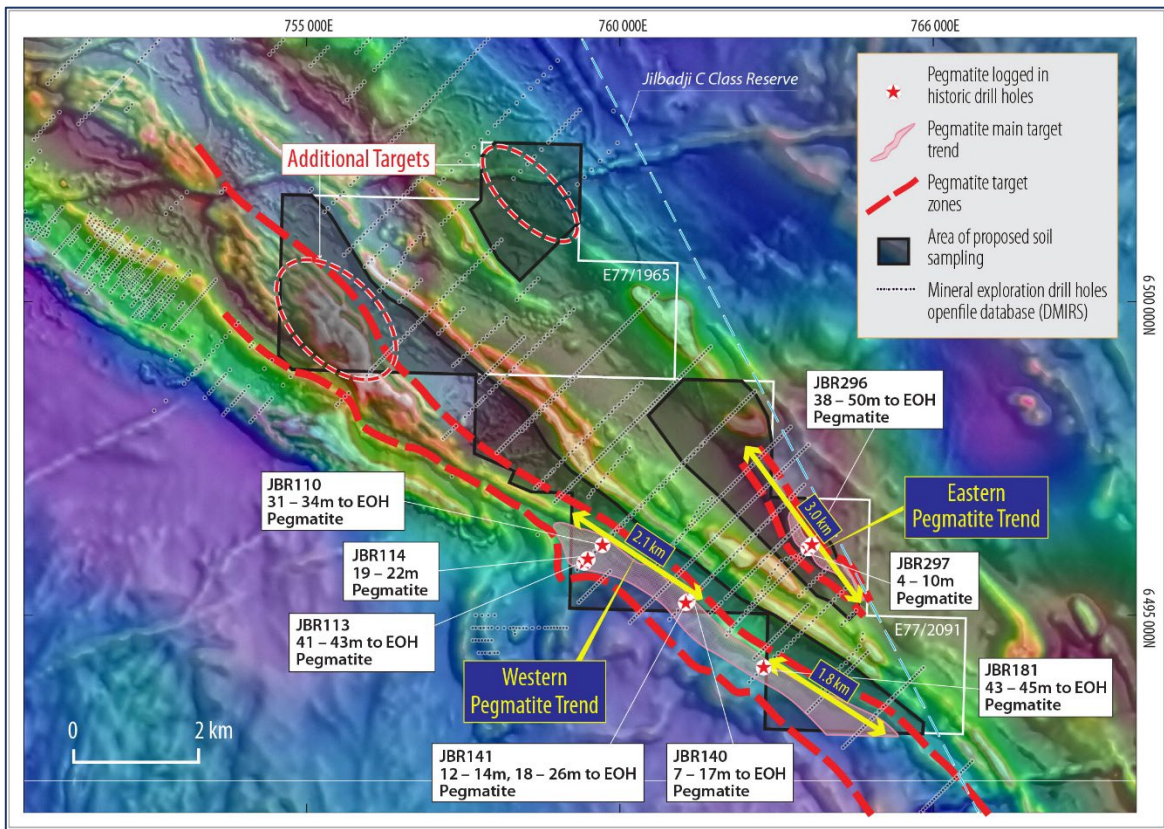 755 000E
760 000E
766 000E
Jilbadji C Class Reserve
Pegmatite logged in
historic drill holes
Pegmatite main target
trend
Pegmatite target
zones
Area of proposed soil
sampling
Mineral exploration drill holes
openfile database (DMIRS)
Additional Targets
E77/1965
6 500 000N
JBR296
38 – 50m to EOH
Pegmatite
JBR110
31 – 34m to EOH
Pegmatite
Eastern
Pegmatite Trend
3.0 km
2.1 km
JBR114
19 – 22m
Pegmatite
JBR297
4 – 10m
Pegmatite
JBR113
41 – 43m to EOH
Pegmatite
6 495 000N
E77/2091
Western
Pegmatite Trend
1.8 km
JBR181
43 – 45m to EOH
Pegmatite
0 2 km
JBR141
12 – 14m, 18 – 26m to EOH
Pegmatite
JBR140
7 – 17m to EOH
Pegmatite